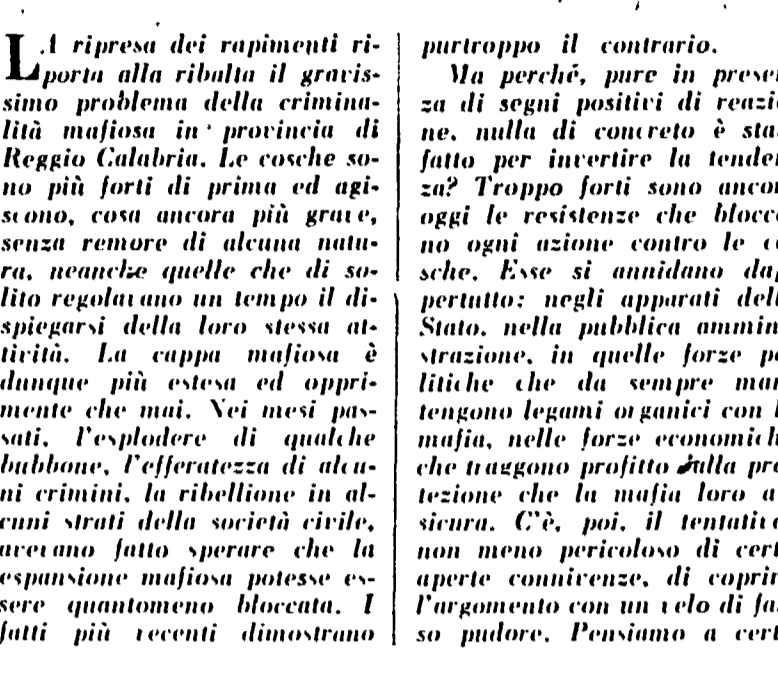 LA ripresa dei rapimenti ri-
porta alla ribalta il gravis-
simo problema della crimina-
lità mafiosa in provincia di
Reggio Calabria. Le cosche so-
no più forti di prima ed agi-
scono, cosa ancora più grave,
senza remore di alcuna natu-
ra, neanche quelle che di so-
lito regolavano un tempo il di-
spiegarsi della loro stessa at-
tività. La cappa mafiosa è
dunque più estesa ed oppri-
mente che mai. Nei mesi pas-
sati, l'esplodere di qualche
bubbone, l'efferatezza di alcu-
ni crimini, la ribellione in al-
cuni strati della società civile,
avevano fatto sperare che la
espansione mafiosa potesse es-
sere quantomeno bloccata. I
fatti più recenti dimostrano
purtroppo il contrario.
Ma perché, pure in presen
za di segni positivi di reazio
ne, nulla di concreto è sta
fatto per invertire la tenden
za? Troppo forti sono ancor
oggi le resistenze che blocca
no ogni azione contro le co
sche. Esse si annidano dap
pertutto: negli apparati dell
Stato, nella pubblica ammin
strazione, in quelle forze po
litiche che da sempre man
tengono legami organici con l
mafia, nelle forze economich
che traggono profitto dalla pro
tezione che la mafia loro as
sicura. C'è, poi, il tentativo
non meno pericoloso di cert
aperte connivenze, di coprir
l'argomento con un velo di fal
so pudore. Pensiamo a cert